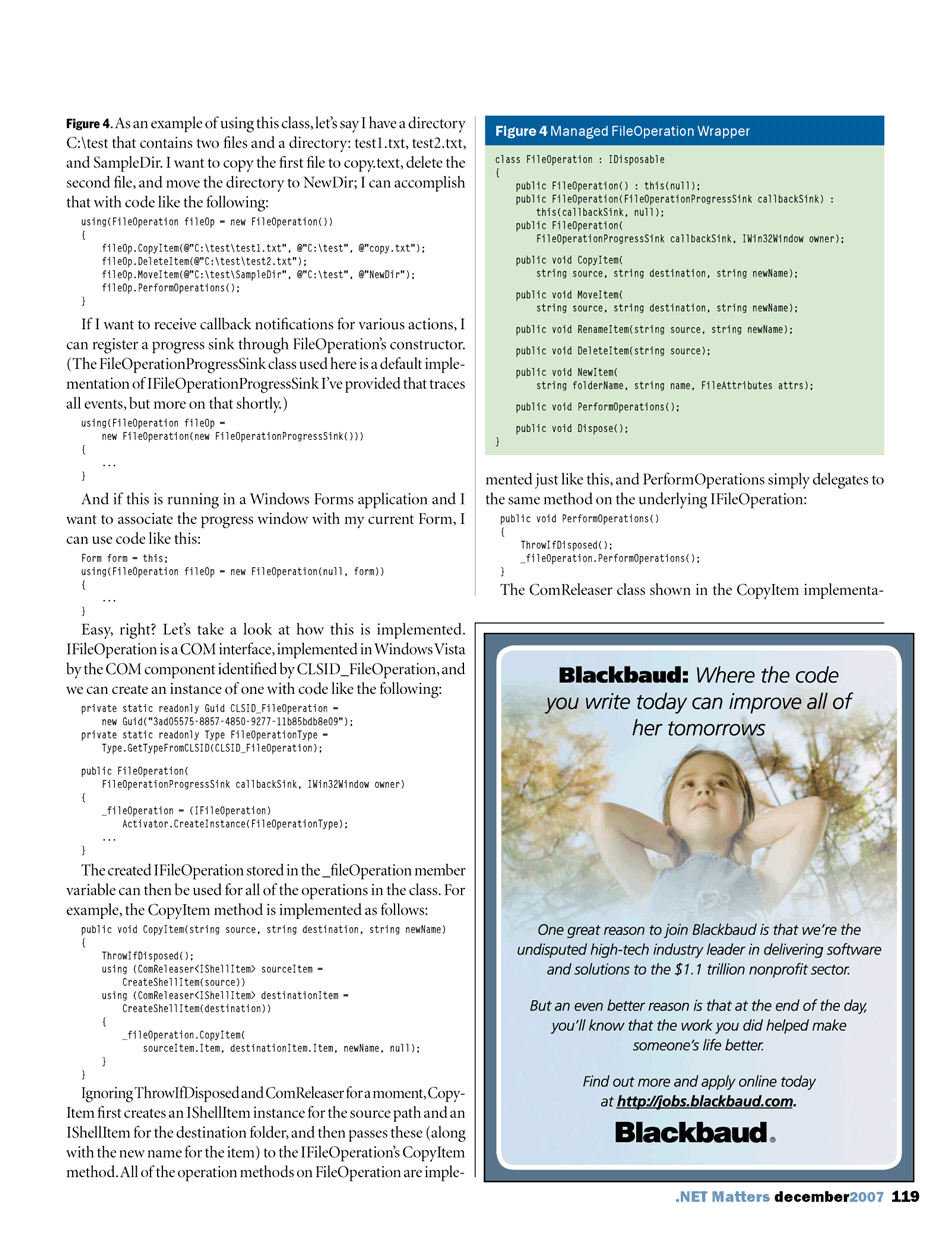 Figure 4. As an example of using this class, let's say I have a directory
C:\test that contains two files and a directory: test1.txt, test2.txt,
and SampleDir. I want to copy the first file to copy.text, delete the
second file, and move the directory to NewDir; I can accomplish
that with code like the following:
using(FileOperation fileOp = new FileOperation())
{
fileOp.CopyItem(@"C:\test\test1.txt", @"C:\test", @"copy.txt");
fileOp.DeleteItem(@"C:\test\test2.txt");
fileOp.MoveItem(@"C:\test\SampleDir", @"C:\test", @"NewDir");
fileOp.PerformOperations();
}
If I want to receive callback notifications for various actions, I
can register a progress sink through FileOperation's constructor.
(The FileOperationProgressSink class used here is a default imple-
mentation of IFileOperationProgressSink I've provided that traces
all events, but more on that shortly.)
using(FileOperation fileOp =
new FileOperation(new FileOperationProgressSink()))
{
...
}
And if this is running in a Windows Forms application and I
want to associate the progress window with my current Form, I
can use code like this:
Form form = this;
using(FileOperation fileOp = new FileOperation(null, form))
{
...
}
Easy, right? Let's take a look at how this is implemented.
IFileOperation is a COM interface, implemented in Windows Vista
by the COM component identified by CLSID_FileOperation, and
we can create an instance of one with code like the following:
private static readonly Guid CLSID_FileOperation =
new Guid("3ad05575-8857-4850-9277-11b85bdb8e09");
private static readonly Type FileOperationType =
Type.GetTypeFromCLSID(CLSID_FileOperation);
public FileOperation(
FileOperationProgressSink callbackSink, IWin32Window owner)
{
_fileOperation = (IFileOperation)
Activator.CreateInstance(FileOperationType);
...
}
The created IFileOperation stored in the _fileOperation member
variable can then be used for all of the operations in the class. For
example, the CopyItem method is implemented as follows:
public void CopyItem(string source, string destination, string newName)
{
ThrowIfDisposed();
using (ComReleaser<IShellItem> sourceItem =
CreateShellItem(source))
using (ComReleaser<IShellItem> destinationItem =
CreateShellItem(destination))
{
_fileOperation.CopyItem(
sourceItem.Item, destinationItem.Item, newName, null);
}
}
Ignoring ThrowIfDisposed and ComReleaser for a moment, Copy-
Item first creates an IShellItem instance for the source path and an
IShellItem for the destination folder, and then passes these (along
with the new name for the item) to the IFileOperation's CopyItem
method. All of the operation methods on FileOperation are imple-
Figure 4 Managed FileOperation Wrapper
class FileOperation : IDisposable
{
public FileOperation() : this(null);
public FileOperation(FileOperationProgressSink callbackSink) :
this(callbackSink, null);
public FileOperation(
FileOperationProgressSink callbackSink, IWin32Window owner);
public void CopyItem(
string source, string destination, string newName);
public void MoveItem(
string source, string destination, string newName);
public void RenameItem(string source, string newName);
public void DeleteItem(string source);
public void NewItem(
string folderName, string name, FileAttributes attrs);
public void PerformOperations();
public void Dispose();
}
mented just like this, and PerformOperations simply delegates to
the same method on the underlying IFileOperation:
public void PerformOperations()
{
ThrowIfDisposed();
_fileOperation.PerformOperations();
}
The ComReleaser class shown in the CopyItem implementa-
Blackbaud: Where the code
you write today can improve all of
her tomorrows
One great reason to join Blackbaud is that we're the
undisputed high-tech industry leader in delivering software
and solutions to the $1.1 trillion nonprofit sector.
But an even better reason is that at the end of the day,
you'll know that the work you did helped make
someone's life better.
Find out more and apply online today
at http://jobs.blackbaud.com.
Blackbaud®
.NET Matters december2007 119